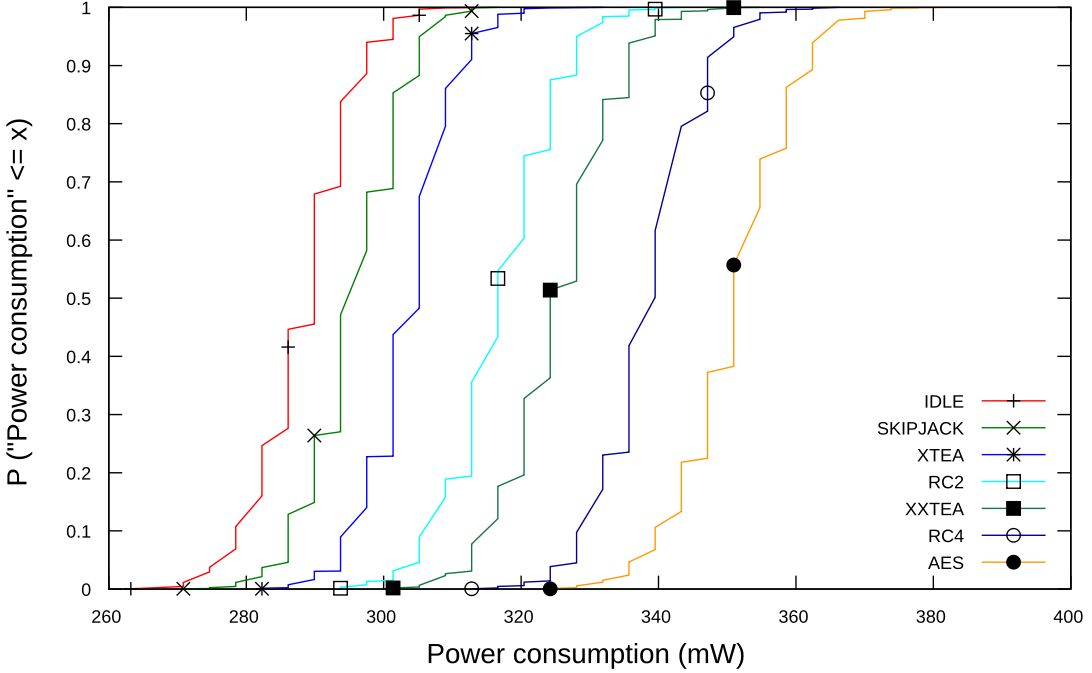 1
0.9
0.8
0.7
0.6
0.5
0.4
0.3
0.2
0.1
0
P ("Power consumption" <= x)
IDLE
SKIPJACK
XTEA
RC2
XXTEA
RC4
AES
260 280 300 320 340 360 380 400
Power consumption (mW)